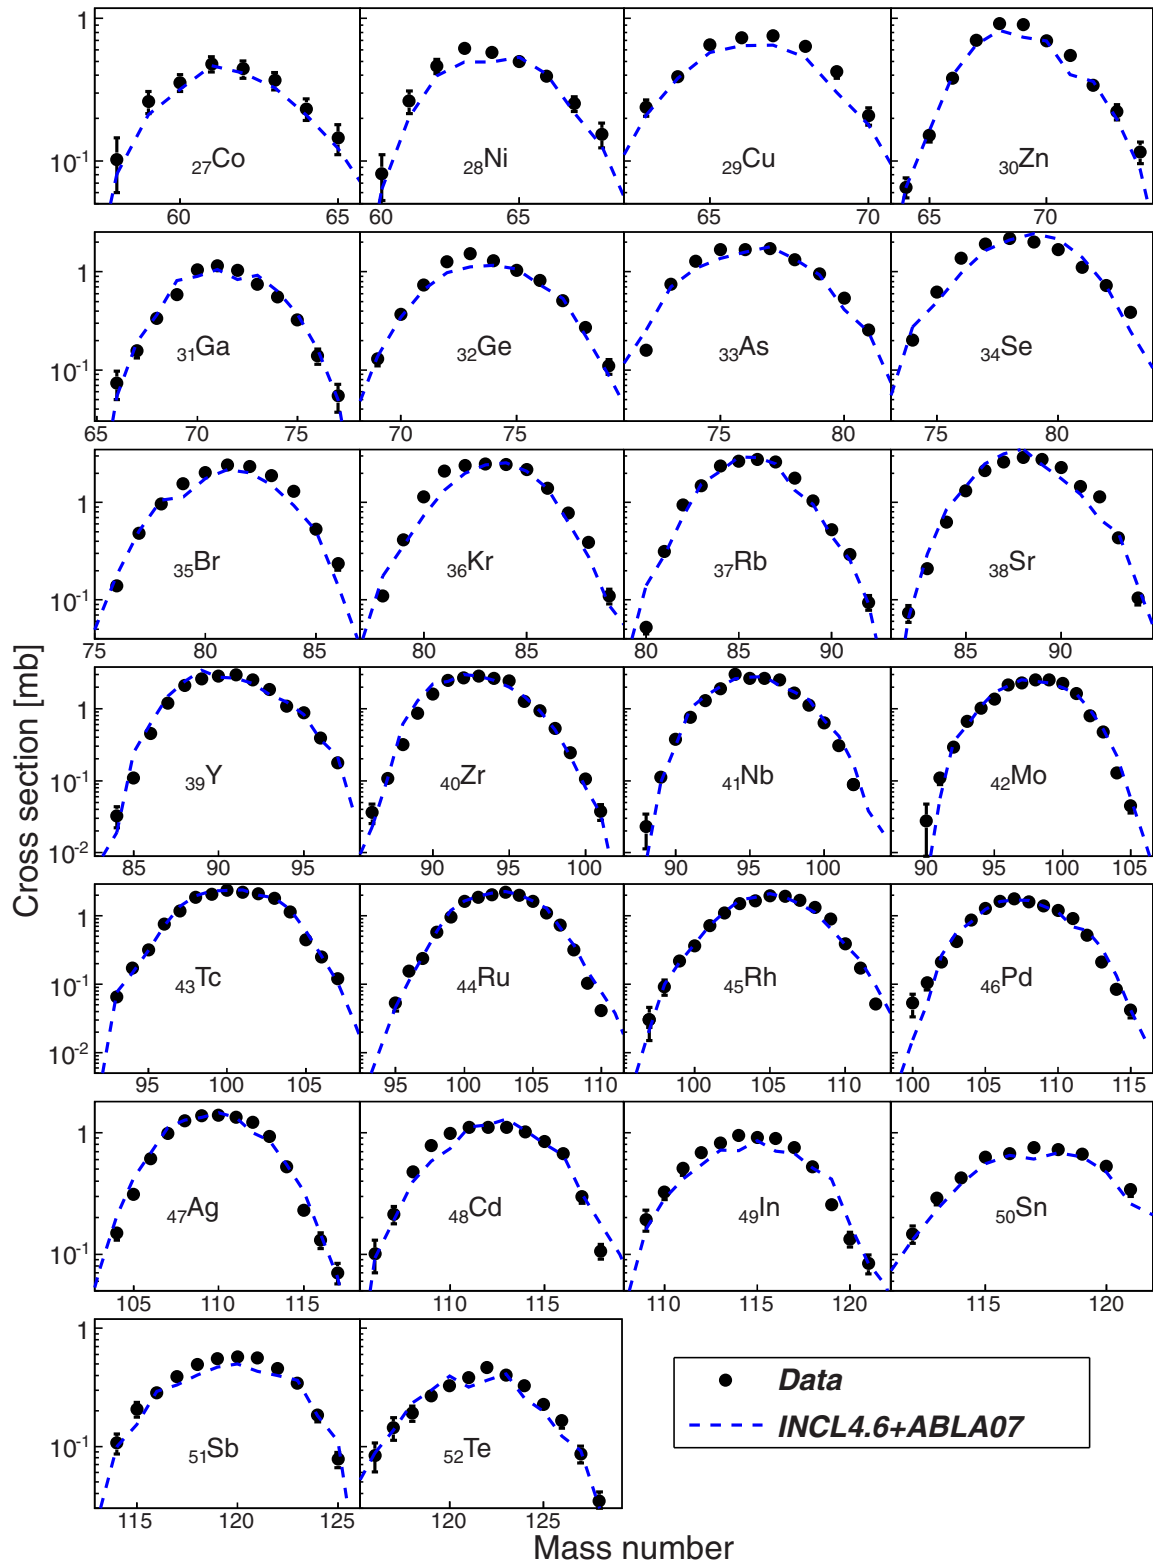 1
10-1
27Co
28Ni
29Cu
30Zn
60 65 60 65 65 70 65 70
1
10-1
31Ga
32Ge
33As
34Se
65 70 75 70 75 75 80 75 80
1
10-1
35Br
36Kr
37Rb
38Sr
75 80 85 80 85 80 85 90 85 90
1
10-1
10-2
39Y
40Zr
41Nb
42Mo
85 90 95 90 95 100 90 95 100 90 95 100 105
1
10-1
10-2
43Tc
44Ru
45Rh
46Pd
95 100 105 95 100 105 110 100 105 110 100 105 110 115
1
10-1
47Ag
48Cd
49In
50Sn
105 110 115 110 115 110 115 120 115 120
1
10-1
51Sb
52Te
115 120 125 120 125
Data
INCL4.6+ABLA07
Cross section [mb]
Mass number